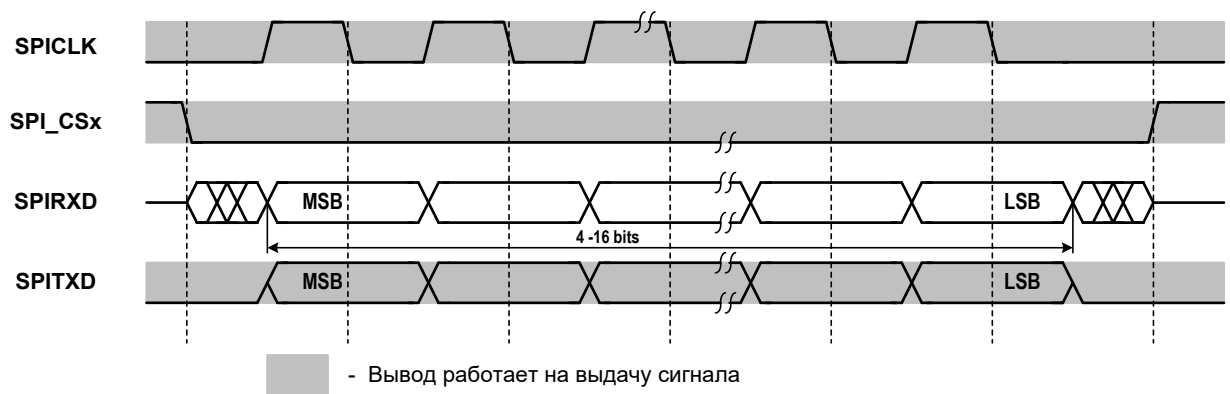 SPICLK
SPI_CSx
SPIRXD MSB LSB
4 -16 bits
SPITXD MSB LSB
- Вывод работает на выдачу сигнала